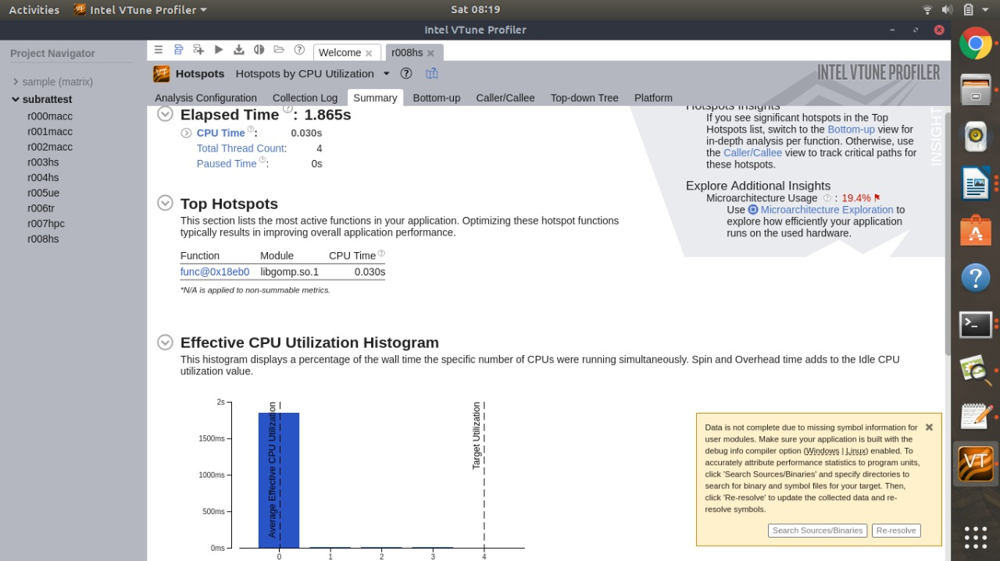 Activities
Intel VTune Profiler
Sat 08:19
Intel VTune Profiler
Project Navigator
sample (matrix)
subrattest
r000macc
r001macc
r002macc
r003hs
r004hs
r005ue
r006tr
r007hpc
r008hs
Welcome
r008hs
Hotspots
Hotspots by CPU Utilization
INTEL VTUNE PROFILER
Analysis Configuration
Collection Log
Summary
Bottom-up
Caller/Callee
Top-down Tree
Platform
Elapsed Time ?: 1.865s
CPU Time ?: 0.030s
Total Thread Count: 4
Paused Time ?: 0s
Top Hotspots
This section lists the most active functions in your application. Optimizing these hotspot functions
typically results in improving overall application performance.
Function Module CPU Time ?
func@0x18eb0 libgomp.so.1 0.030s
*N/A is applied to non-summable metrics.
Hotspots Insights
If you see significant hotspots in the Top
Hotspots list, switch to the Bottom-up view for
in-depth analysis per function. Otherwise, use
the Caller/Callee view to track critical paths for
these hotspots.
Explore Additional Insights
Microarchitecture Usage ? : 19.4%
Use Microarchitecture Exploration to
explore how efficiently your application
runs on the used hardware.
INSIGHT
Effective CPU Utilization Histogram
This histogram displays a percentage of the wall time the specific number of CPUs were running simultaneously. Spin and Overhead time adds to the Idle CPU
utilization value.
2s
1500ms
1000ms
500ms
0ms
Average Effective CPU Utilization
Target Utilization
0 1 2 3 4
Data is not complete due to missing symbol information for
user modules. Make sure your application is built with the
debug info compiler option (Windows | Linux) enabled. To
accurately attribute performance statistics to program units,
click 'Search Sources/Binaries' and specify directories to
search for binary and symbol files for your target. Then,
click 'Re-resolve' to update the collected data and re-
resolve symbols.
Search Sources/Binaries
Re-resolve
VT